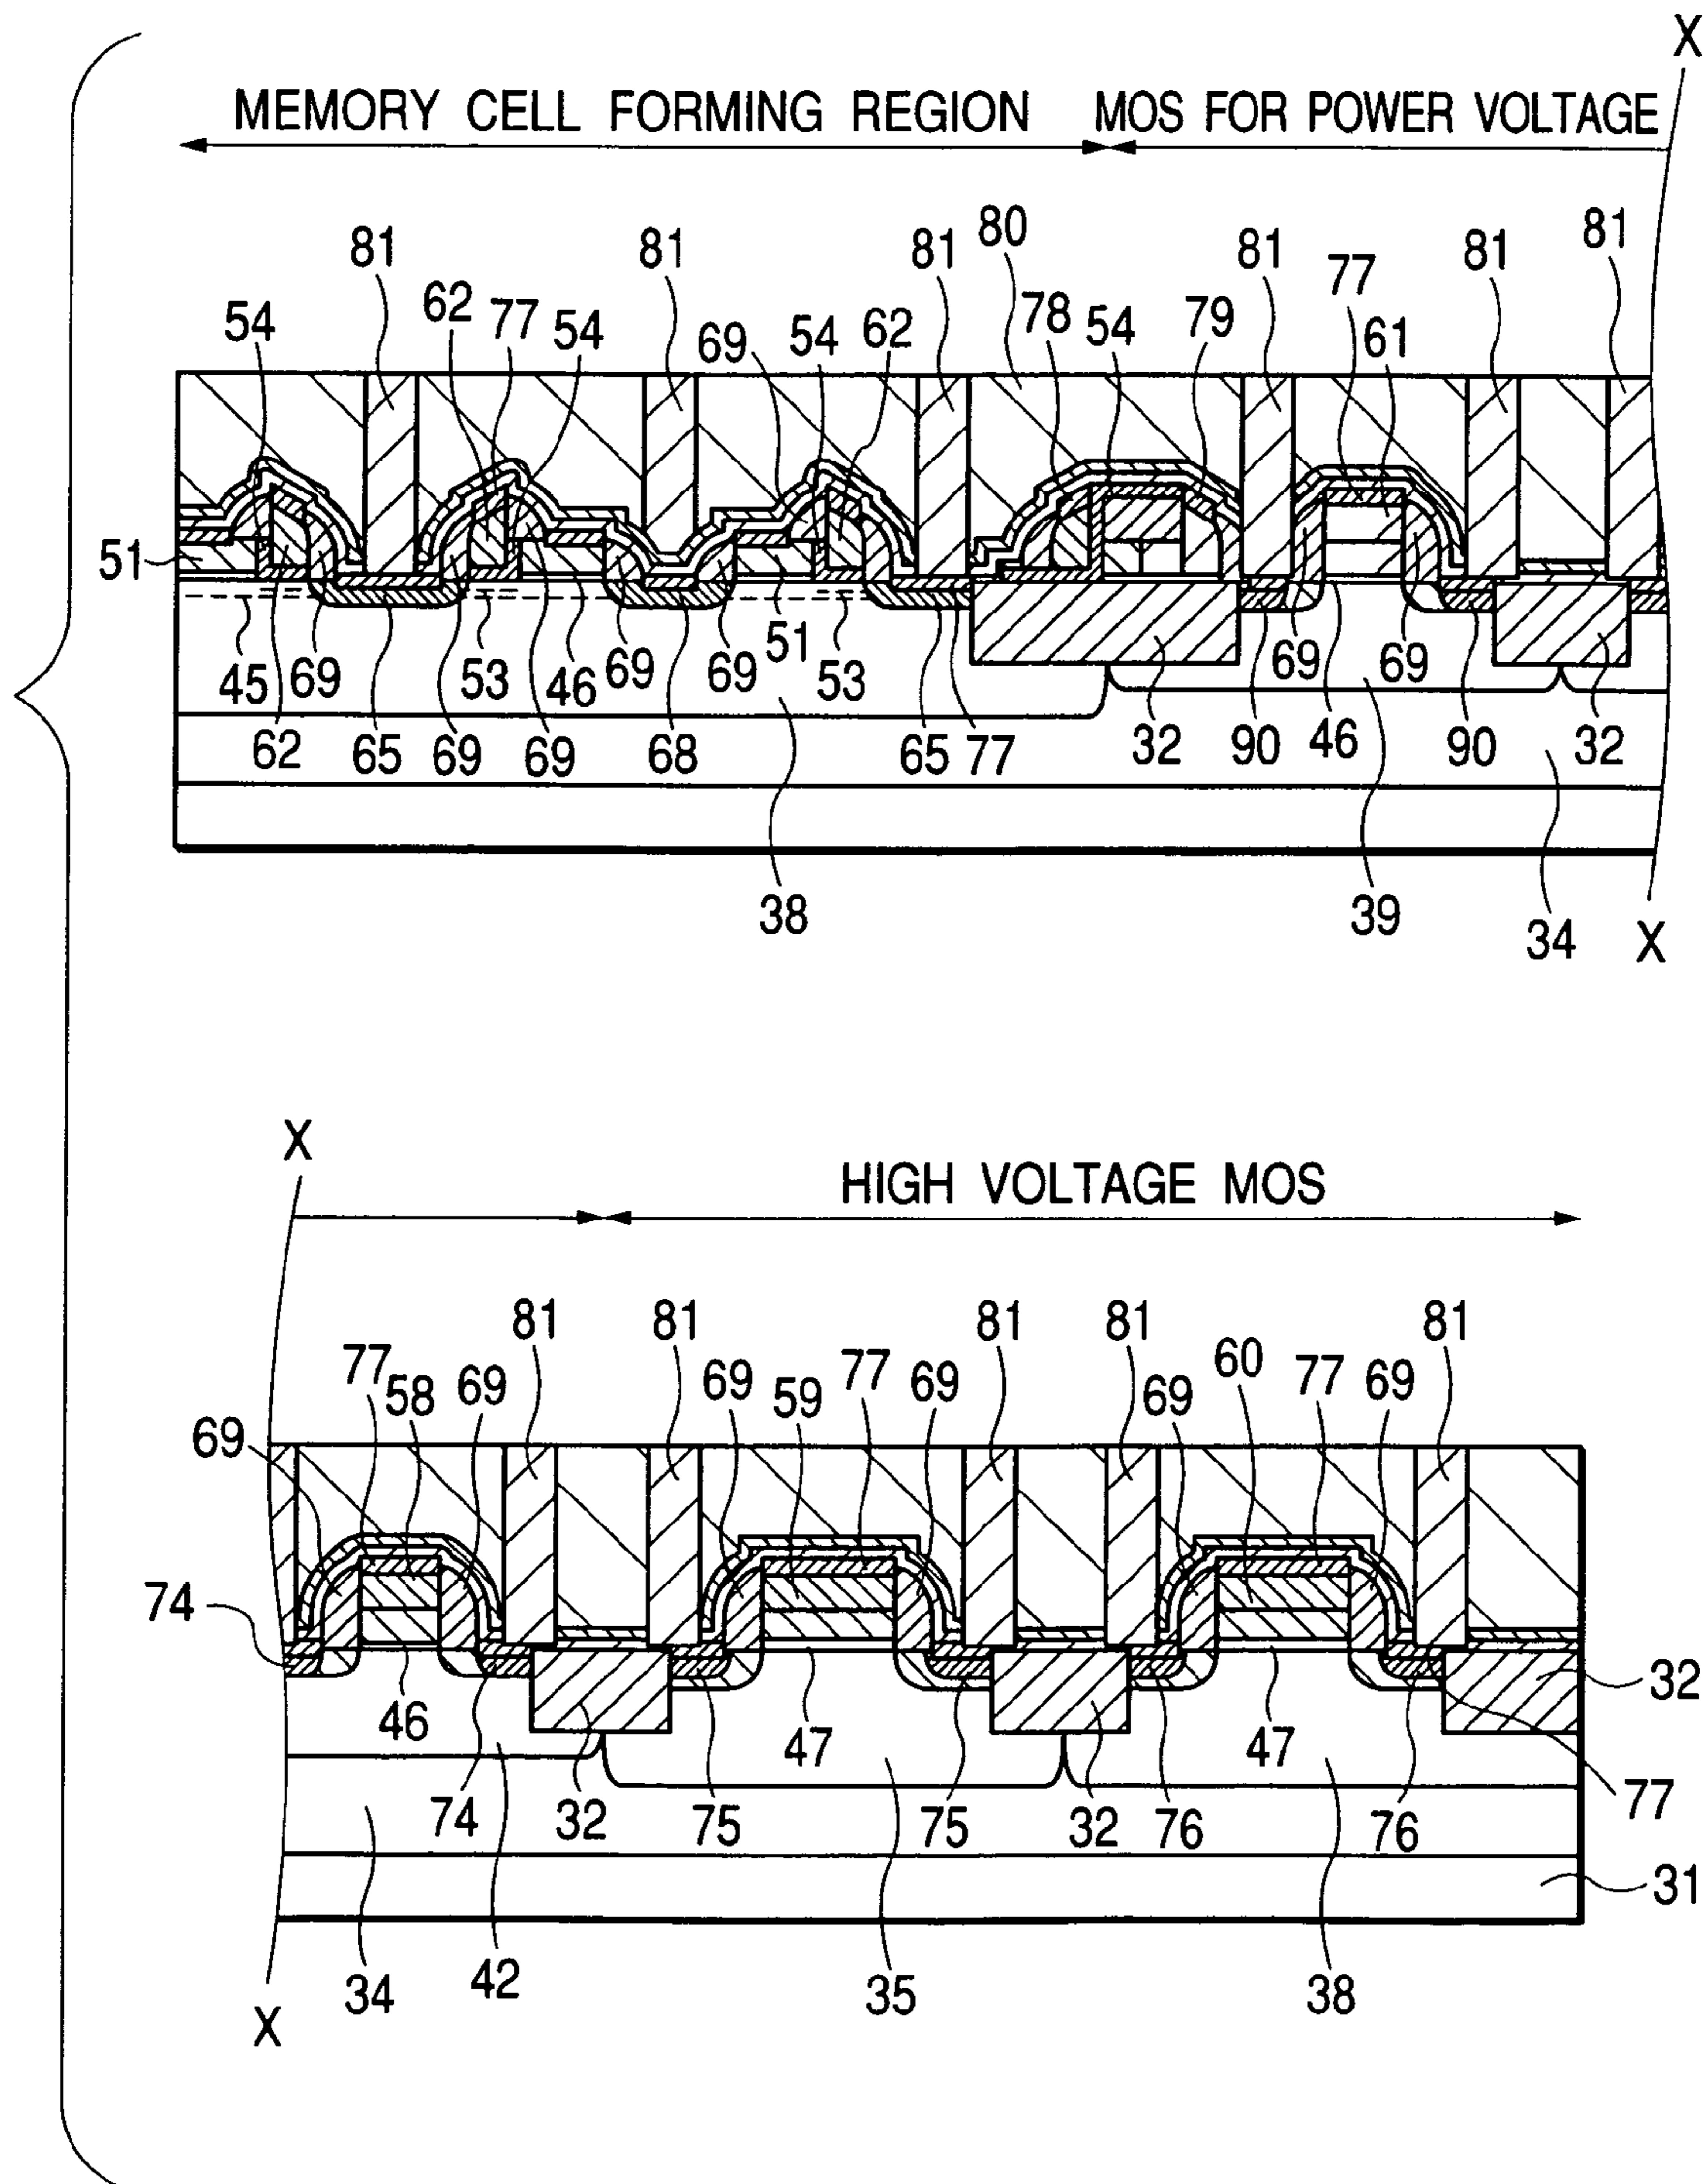 X
MEMORY CELL FORMING REGION MOS FOR POWER VOLTAGE
81 81 81 80 81 81 81
54 62 77 54 69 54 62 78 54 79 77 61
51
45 62 69 65 69 53 69 46 69 68 69 51 53 65 77 32 90 69 46 69 90 32
38 39 34
X
X
HIGH VOLTAGE MOS
81 81 81 81 81
69 77 58 69 69 59 77 69 69 60 77 69
74 32
46 74 32 75 47 75 32 76 47 76 77
31
34 42 35 38
X